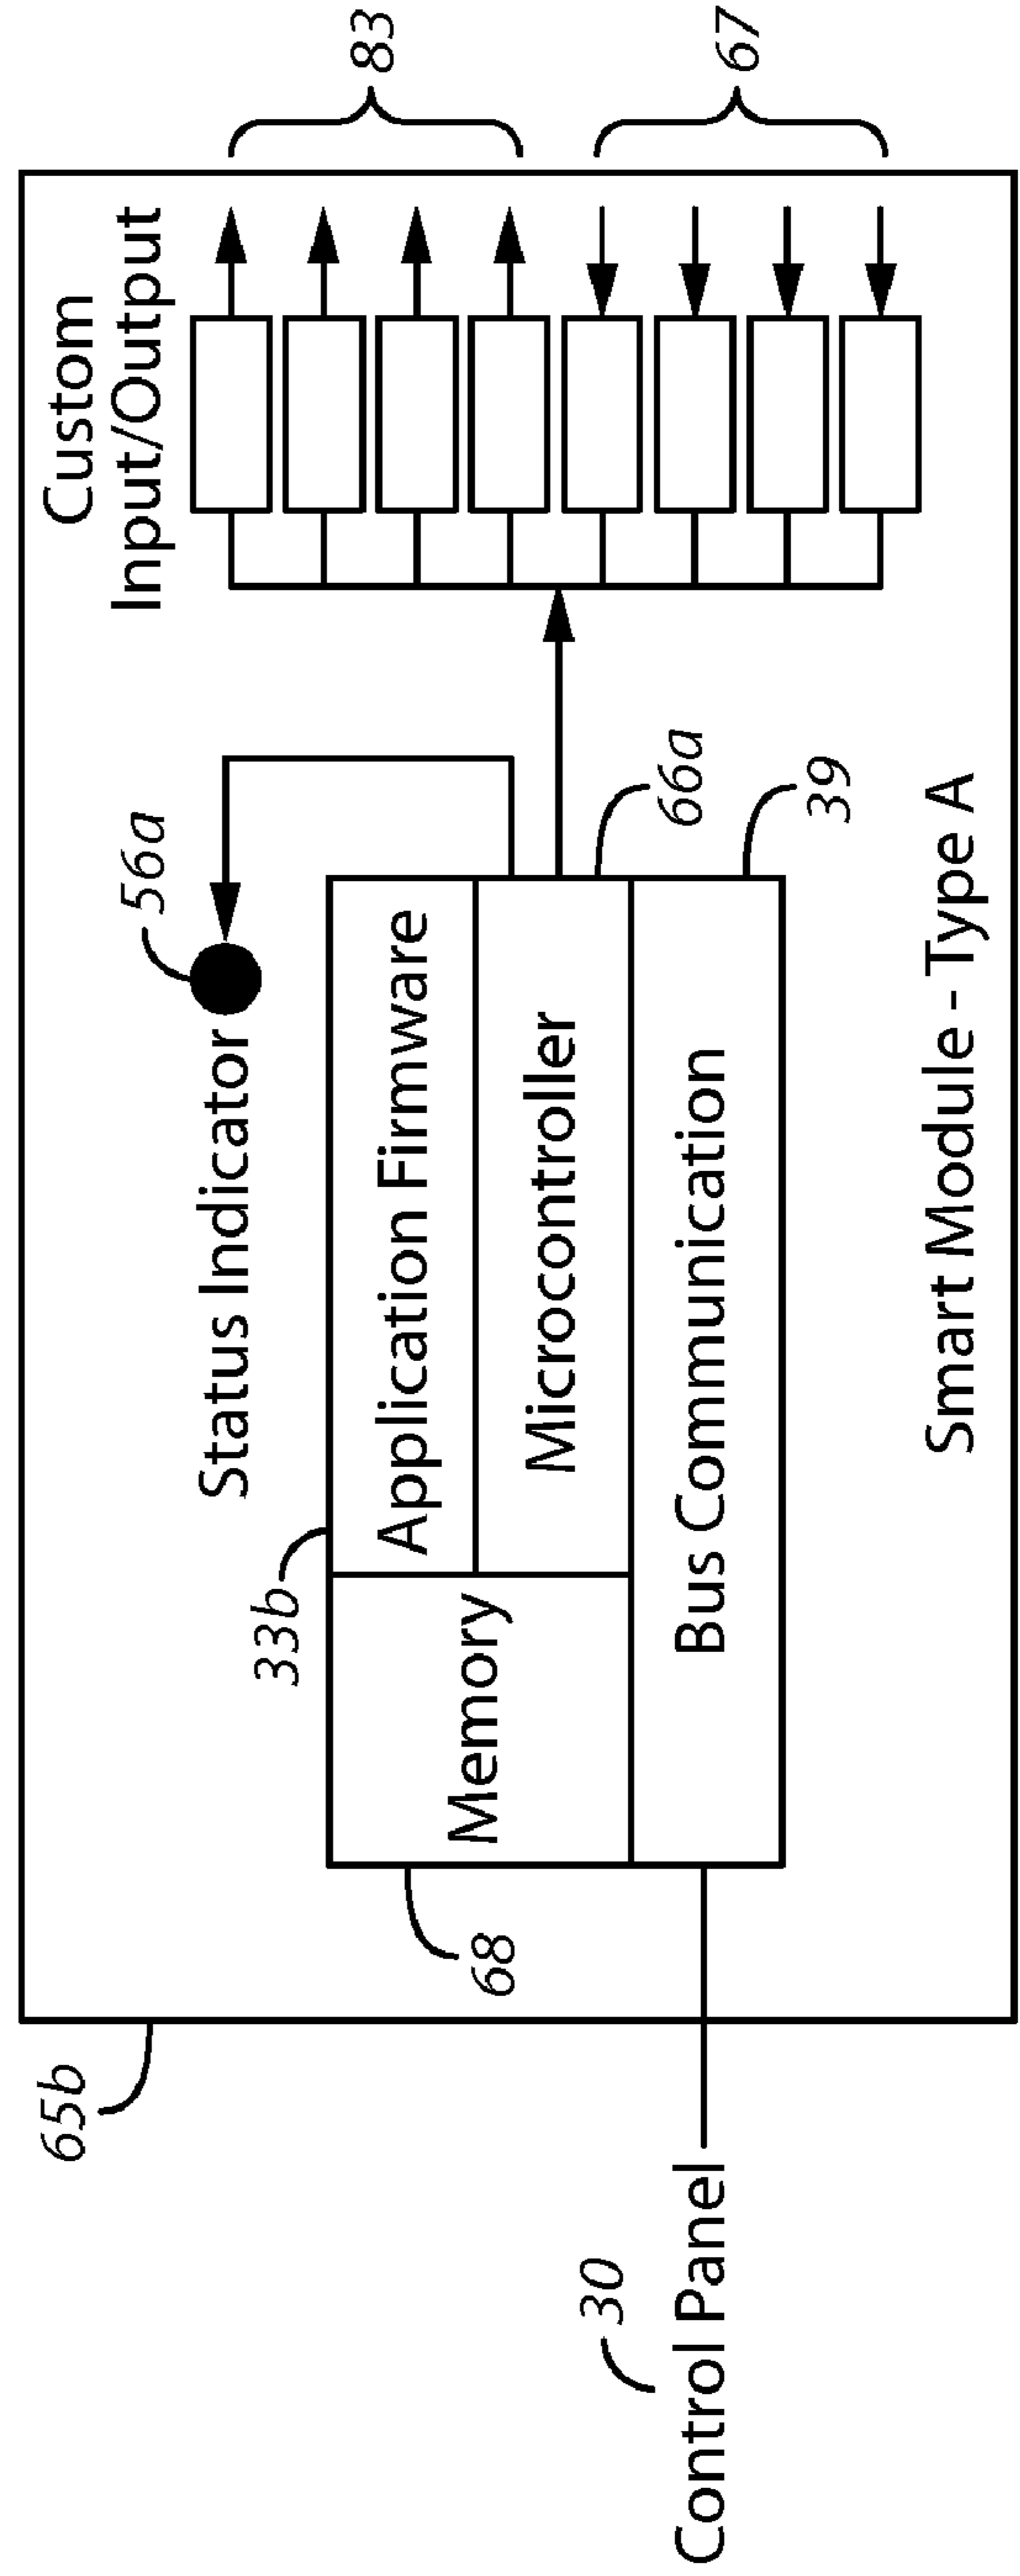 65b
Custom
Input/Output
83
67
56a
Status Indicator
33b
Application Firmware
Memory
Microcontroller
Bus Communication
68
66a
39
30
Control Panel
Smart Module - Type A